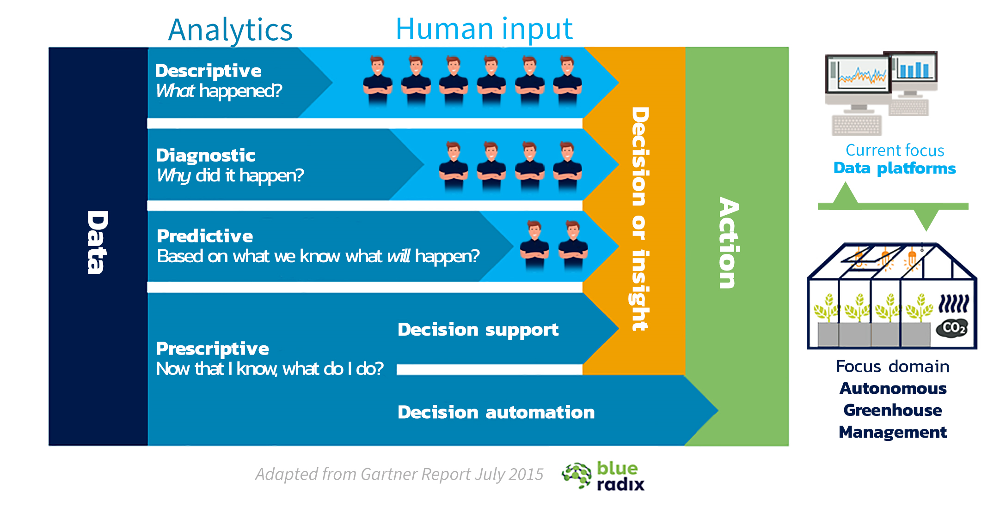 Analytics
Human input
Data
Descriptive
What happened?
Diagnostic
Why did it happen?
Predictive
Based on what we know what will happen?
Prescriptive
Now that I know, what do I do?
Decision support
Decision automation
Decision or insight
Action
Current focus
Data platforms
CO2
Focus domain
Autonomous
Greenhouse
Management
Adapted from Gartner Report July 2015
blue
radix